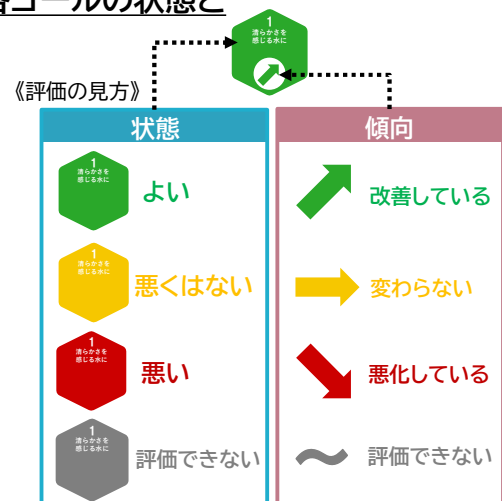 ゴールの状態と
1
清らかさを
感じる水に
《評価の見方》
状態
傾向
1
清らかさを
感じる水に
よい
改善している
1
清らかさを
感じる水に
悪くはない
変わらない
1
清らかさを
感じる水に
悪い
悪化している
1
清らかさを
感じる水に
評価できない
評価できない